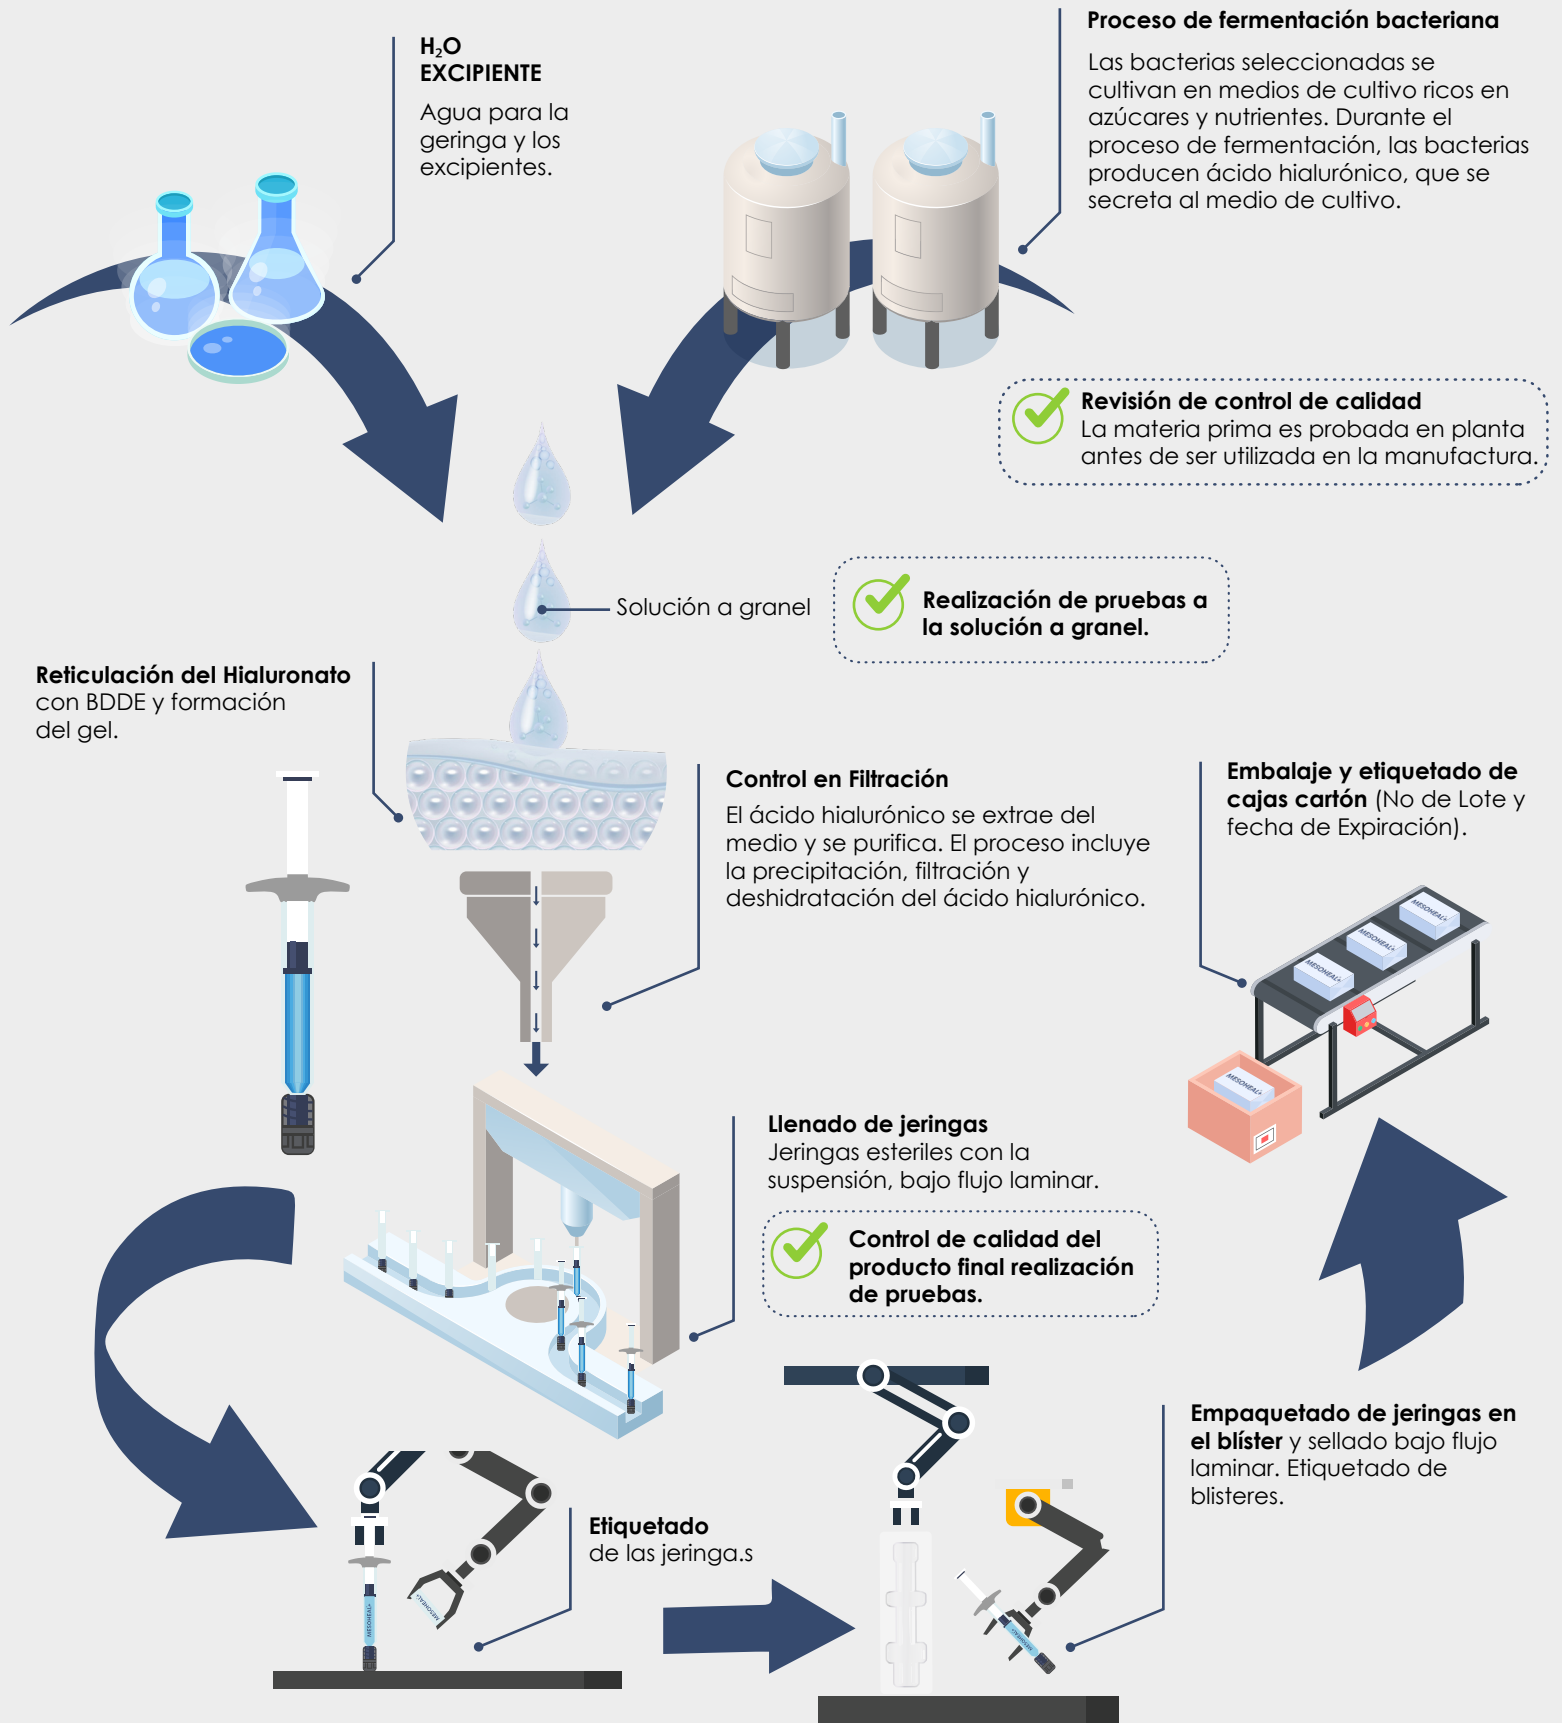 H₂O
EXCIPIENTE
Agua para la
geringa y los
excipientes.
Proceso de fermentación bacteriana
Las bacterias seleccionadas se
cultivan en medios de cultivo ricos en
azúcares y nutrientes. Durante el
proceso de fermentación, las bacterias
producen ácido hialurónico, que se
secreta al medio de cultivo.
Revisión de control de calidad
La materia prima es probada en planta
antes de ser utilizada en la manufactura.
Solución a granel
Realización de pruebas a
la solución a granel.
Reticulación del Hialuronato
con BDDE y formación
del gel.
Control en Filtración
El ácido hialurónico se extrae del
medio y se purifica. El proceso incluye
la precipitación, filtración y
deshidratación del ácido hialurónico.
Embalaje y etiquetado de
cajas cartón (No de Lote y
fecha de Expiración).
MESOHEAL+
MESOHEAL+
MESOHEAL+
MESOHEAL+
Llenado de jeringas
Jeringas esteriles con la
suspensión, bajo flujo laminar.
Control de calidad del
producto final realización
de pruebas.
Empaquetado de jeringas en
el blíster y sellado bajo flujo
laminar. Etiquetado de
blisteres.
Etiquetado
de las jeringa.s
MESOHEAL+
MESOHEAL+
MESOHEAL+